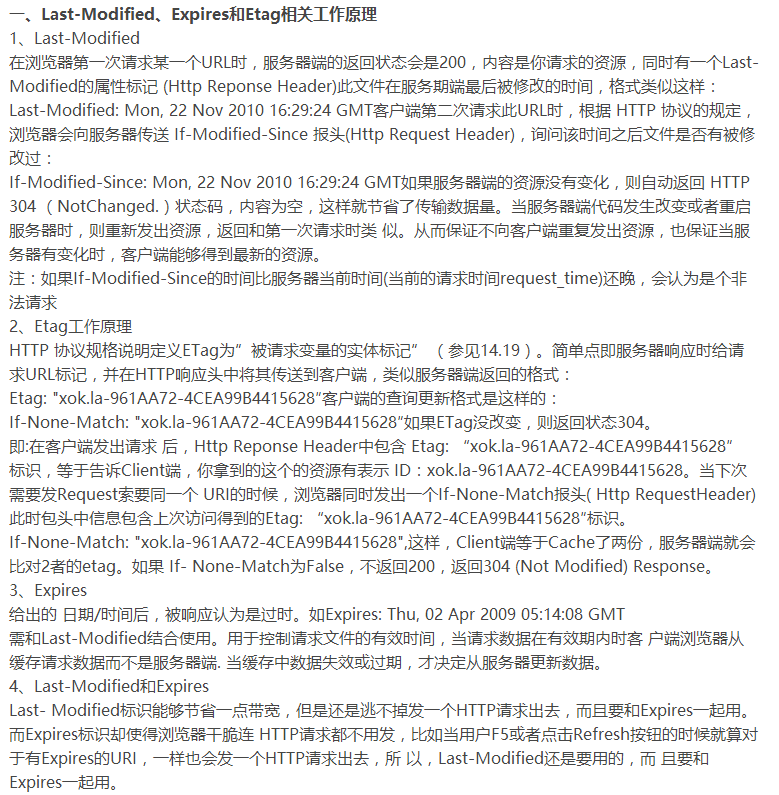 一、Last-Modified、Expires和Etag相关工作原理
1、Last-Modified
在浏览器第一次请求某一个URL时，服务器端的返回状态会是200，内容是你请求的资源，同时有一个Last-
Modified的属性标记 (Http Reponse Header)此文件在服务期端最后被修改的时间，格式类似这样：
Last-Modified: Mon, 22 Nov 2010 16:29:24 GMT客户端第二次请求此URL时，根据 HTTP 协议的规定，
浏览器会向服务器传送 If-Modified-Since 报头(Http Request Header)，询问该时间之后文件是否有被修
改过：
If-Modified-Since: Mon, 22 Nov 2010 16:29:24 GMT如果服务器端的资源没有变化，则自动返回 HTTP
304 （ NotChanged.）状态码，内容为空，这样就节省了传输数据量。当服务器端代码发生改变或者重启
服务器时，则重新发出资源，返回和第一次请求时类 似。从而保证不向客户端重复发出资源，也保证当服
务器有变化时，客户端能够得到最新的资源。
注：如果If-Modified-Since的时间比服务器当前时间(当前的请求时间request_time)还晚，会认为是个非
法请求
2、Etag工作原理
HTTP 协议规格说明定义ETag为”被请求变量的实体标记” （参见14.19）。简单点即服务器响应时给请
求URL标记，并在HTTP响应头中将其传送到客户端，类似服务器端返回的格式：
Etag: "xok.la-961AA72-4CEA99B4415628”客户端的查询更新格式是这样的：
If-None-Match: "xok.la-961AA72-4CEA99B4415628”如果ETag没改变，则返回状态304。
即:在客户端发出请求 后，Http Reponse Header中包含 Etag: “xok.la-961AA72-4CEA99B4415628”
标识，等于告诉Client端，你拿到的这个的资源有表示 ID：xok.la-961AA72-4CEA99B4415628。当下次
需要发Request索要同一个 URI的时候，浏览器同时发出一个If-None-Match报头( Http RequestHeader)
此时包头中信息包含上次访问得到的Etag: “xok.la-961AA72-4CEA99B4415628”标识。
If-None-Match: "xok.la-961AA72-4CEA99B4415628",这样，Client端等于Cache了两份，服务器端就会
比对2者的etag。如果 If- None-Match为False，不返回200，返回304 (Not Modified) Response。
3、Expires
给出的 日期/时间后，被响应认为是过时。如Expires: Thu, 02 Apr 2009 05:14:08 GMT
需和Last-Modified结合使用。用于控制请求文件的有效时间，当请求数据在有效期内时客 户端浏览器从
缓存请求数据而不是服务器端. 当缓存中数据失效或过期，才决定从服务器更新数据。
4、Last-Modified和Expires
Last- Modified标识能够节省一点带宽，但是还是逃不掉发一个HTTP请求出去，而且要和Expires一起用。
而Expires标识却使得浏览器干脆连 HTTP请求都不用发，比如当用户F5或者点击Refresh按钮的时候就算对
于有Expires的URI，一样也会发一个HTTP请求出去，所 以，Last-Modified还是要用的，而 且要和
Expires一起用。